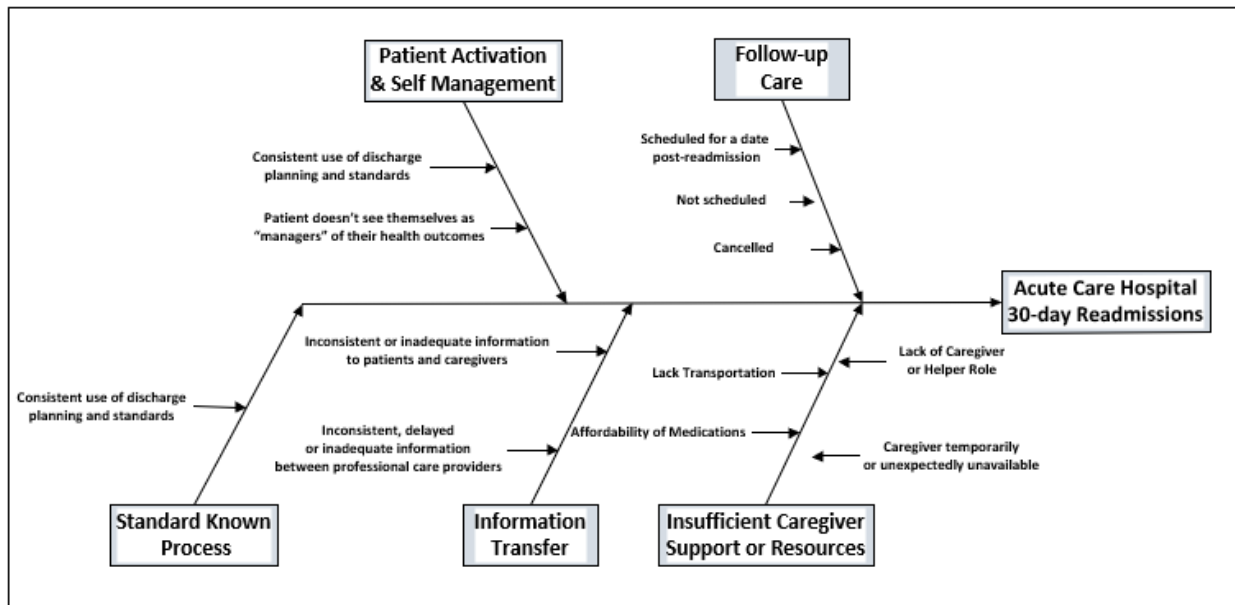 Patient Activation
& Self Management
Follow-up
Care
Consistent use of discharge
planning and standards
Patient doesn't see themselves as
"managers" of their health outcomes
Scheduled for a date
post-readmission
Not scheduled
Cancelled
Acute Care Hospital
30-day Readmissions
Consistent use of discharge
planning and standards
Inconsistent or inadequate information
to patients and caregivers
Inconsistent, delayed
or inadequate information
between professional care providers
Lack Transportation
Affordability of Medications
Lack of Caregiver
or Helper Role
Caregiver temporarily
or unexpectedly unavailable
Standard Known
Process
Information
Transfer
Insufficient Caregiver
Support or Resources